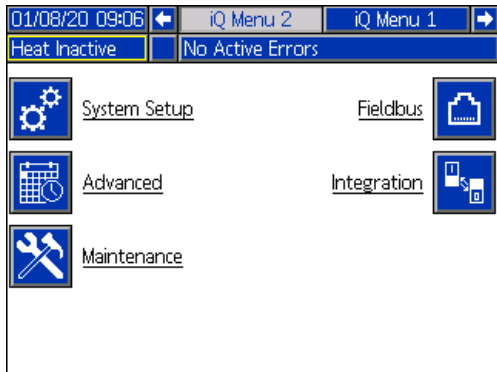 01/08/20 09:06 iQ Menu 2 iQ Menu 1
Heat Inactive No Active Errors
System Setup Fieldbus
Advanced Integration
Maintenance